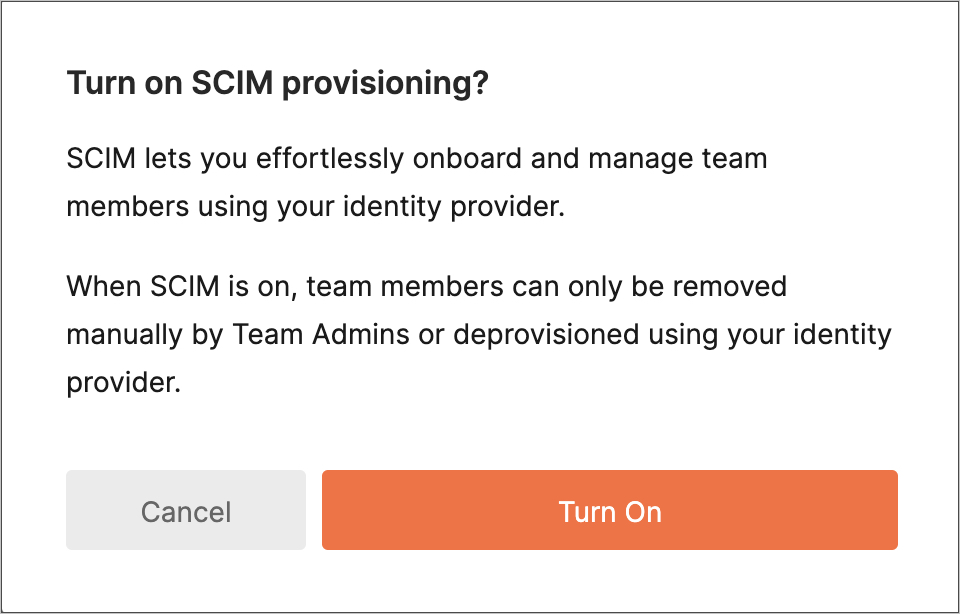 Turn on SCIM provisioning?
SCIM lets you effortlessly onboard and manage team
members using your identity provider.
When SCIM is on, team members can only be removed
manually by Team Admins or deprovisioned using your identity
provider.
Cancel
Turn On